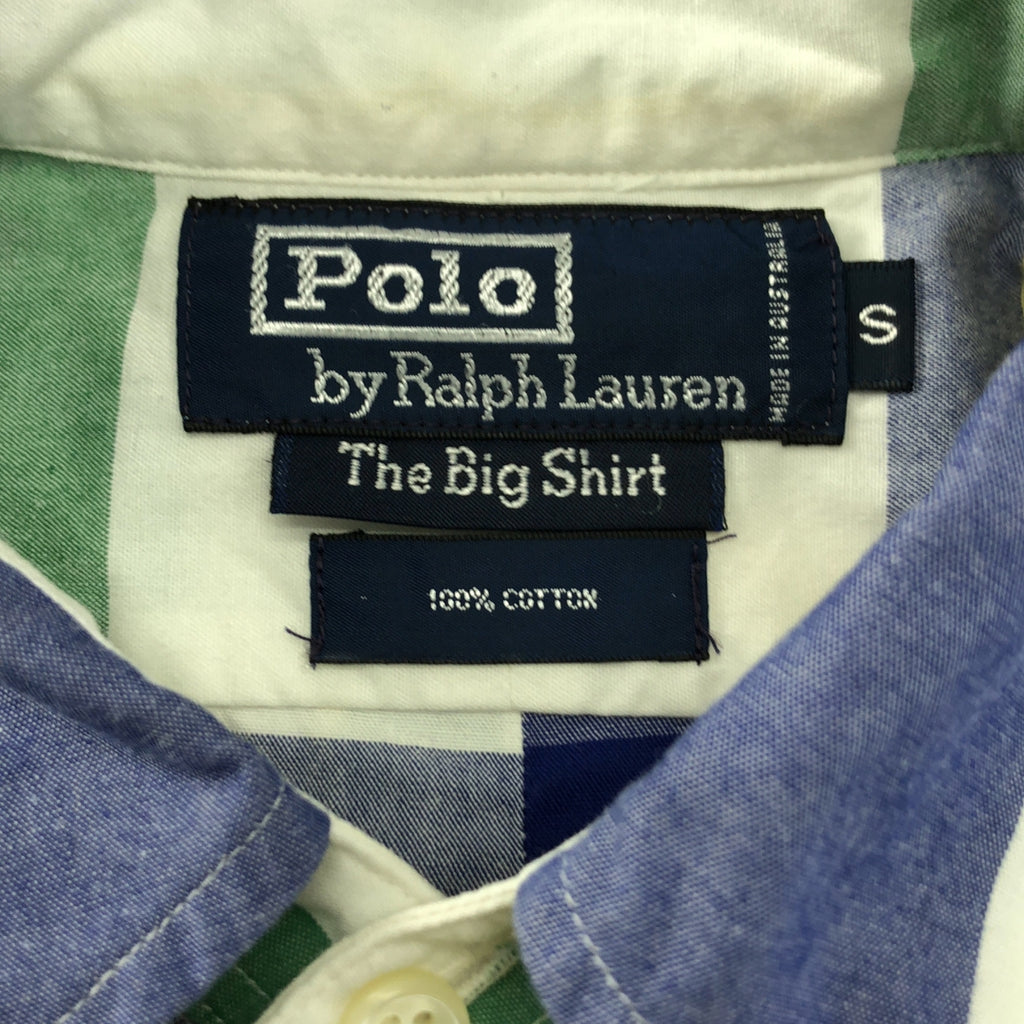 Polo
by Ralph Lauren
MADE IN AUSTRALIA
S
The Big Shirt
100% COTTON